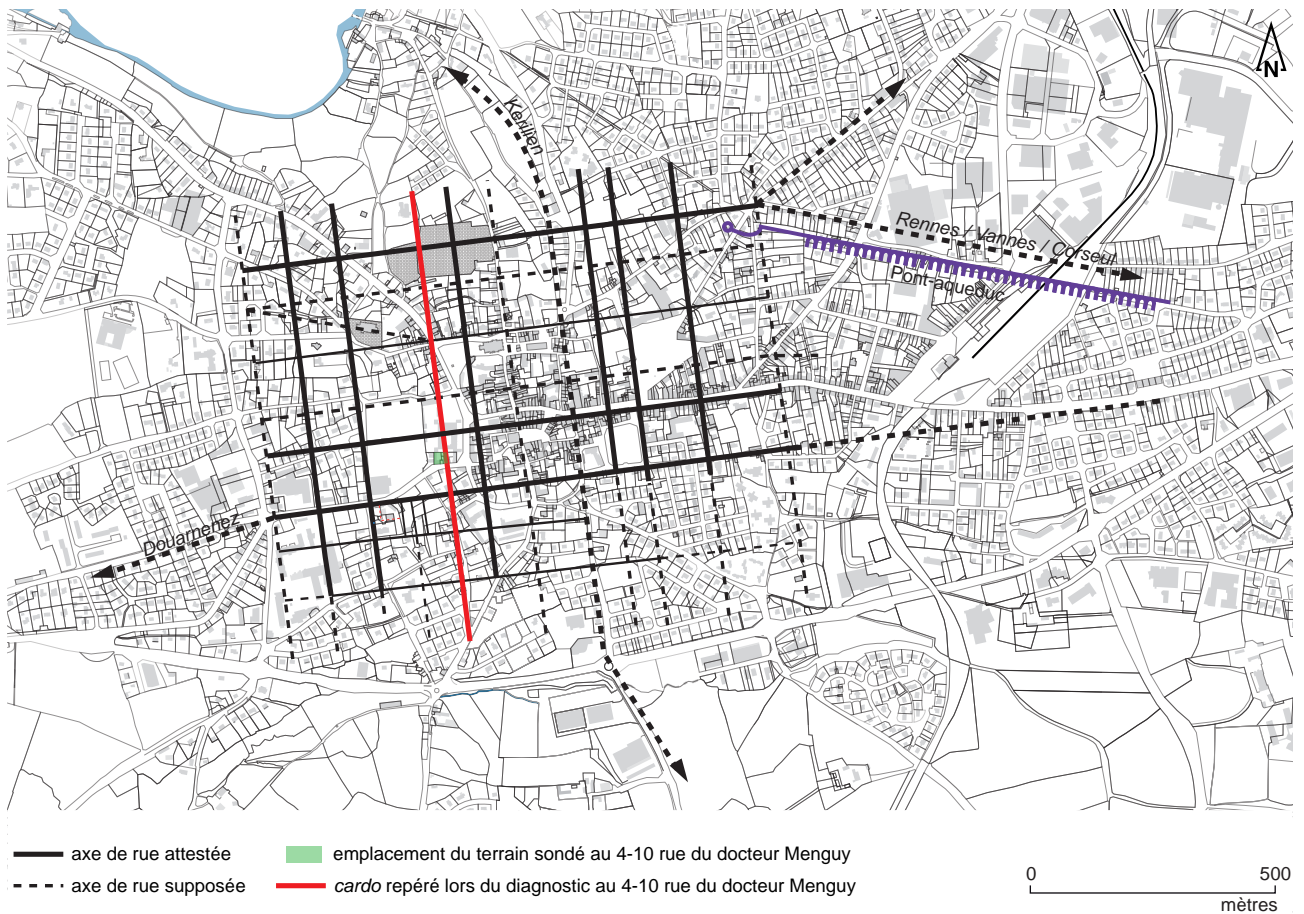 N
Kerilien
Rennes / Vannes / Corseul
Pont-aqueduc
Douarnenez
axe de rue attestée
emplacement du terrain sondé au 4-10 rue du docteur Menguy
axe de rue supposée
cardo repéré lors du diagnostic au 4-10 rue du docteur Menguy
0 500
mètres